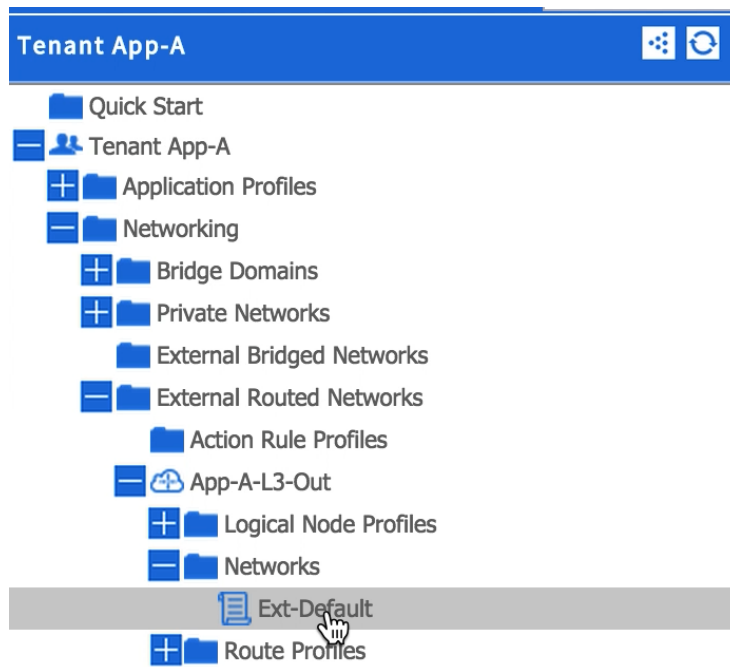 Tenant App-A
Quick Start
Tenant App-A
Application Profiles
Networking
Bridge Domains
Private Networks
External Bridged Networks
External Routed Networks
Action Rule Profiles
App-A-L3-Out
Logical Node Profiles
Networks
Ext-Default
Route Profiles